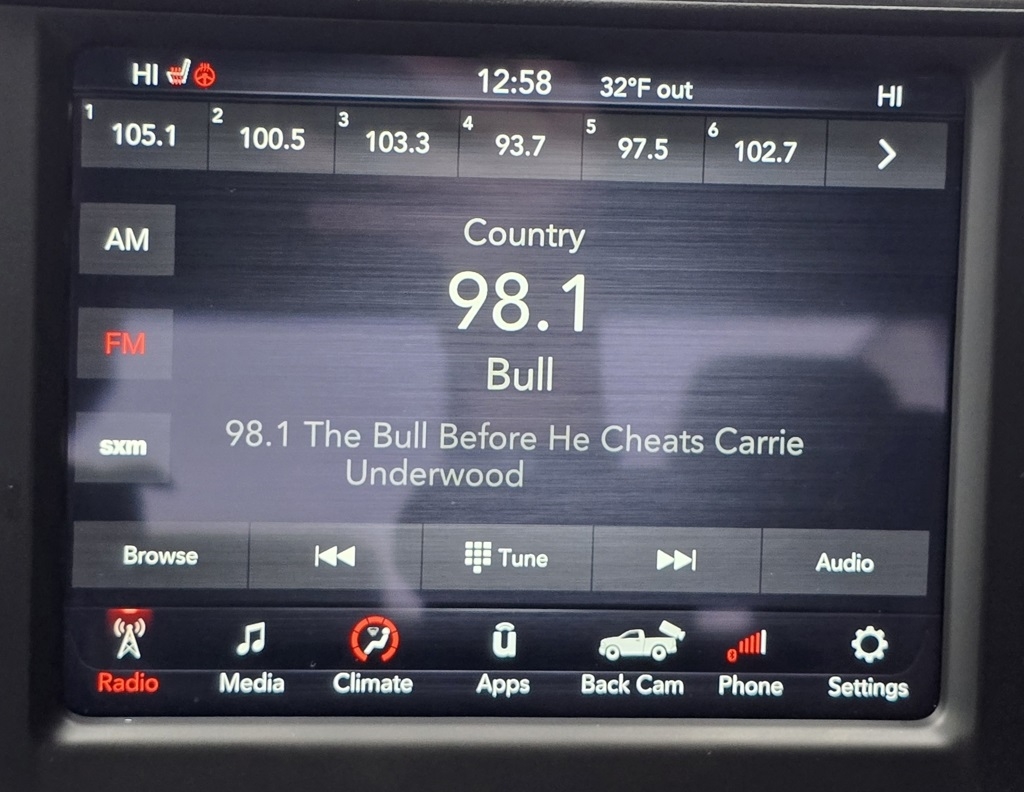 HI 12:58 32°F out HI
1 105.1 2 100.5 3 103.3 4 93.7 5 97.5 6 102.7
AM
Country
98.1
FM
Bull
sxm
98.1 The Bull Before He Cheats Carrie
Underwood
Browse Tune Audio
ū
Radio Media Climate Apps Back Cam Phone Settings